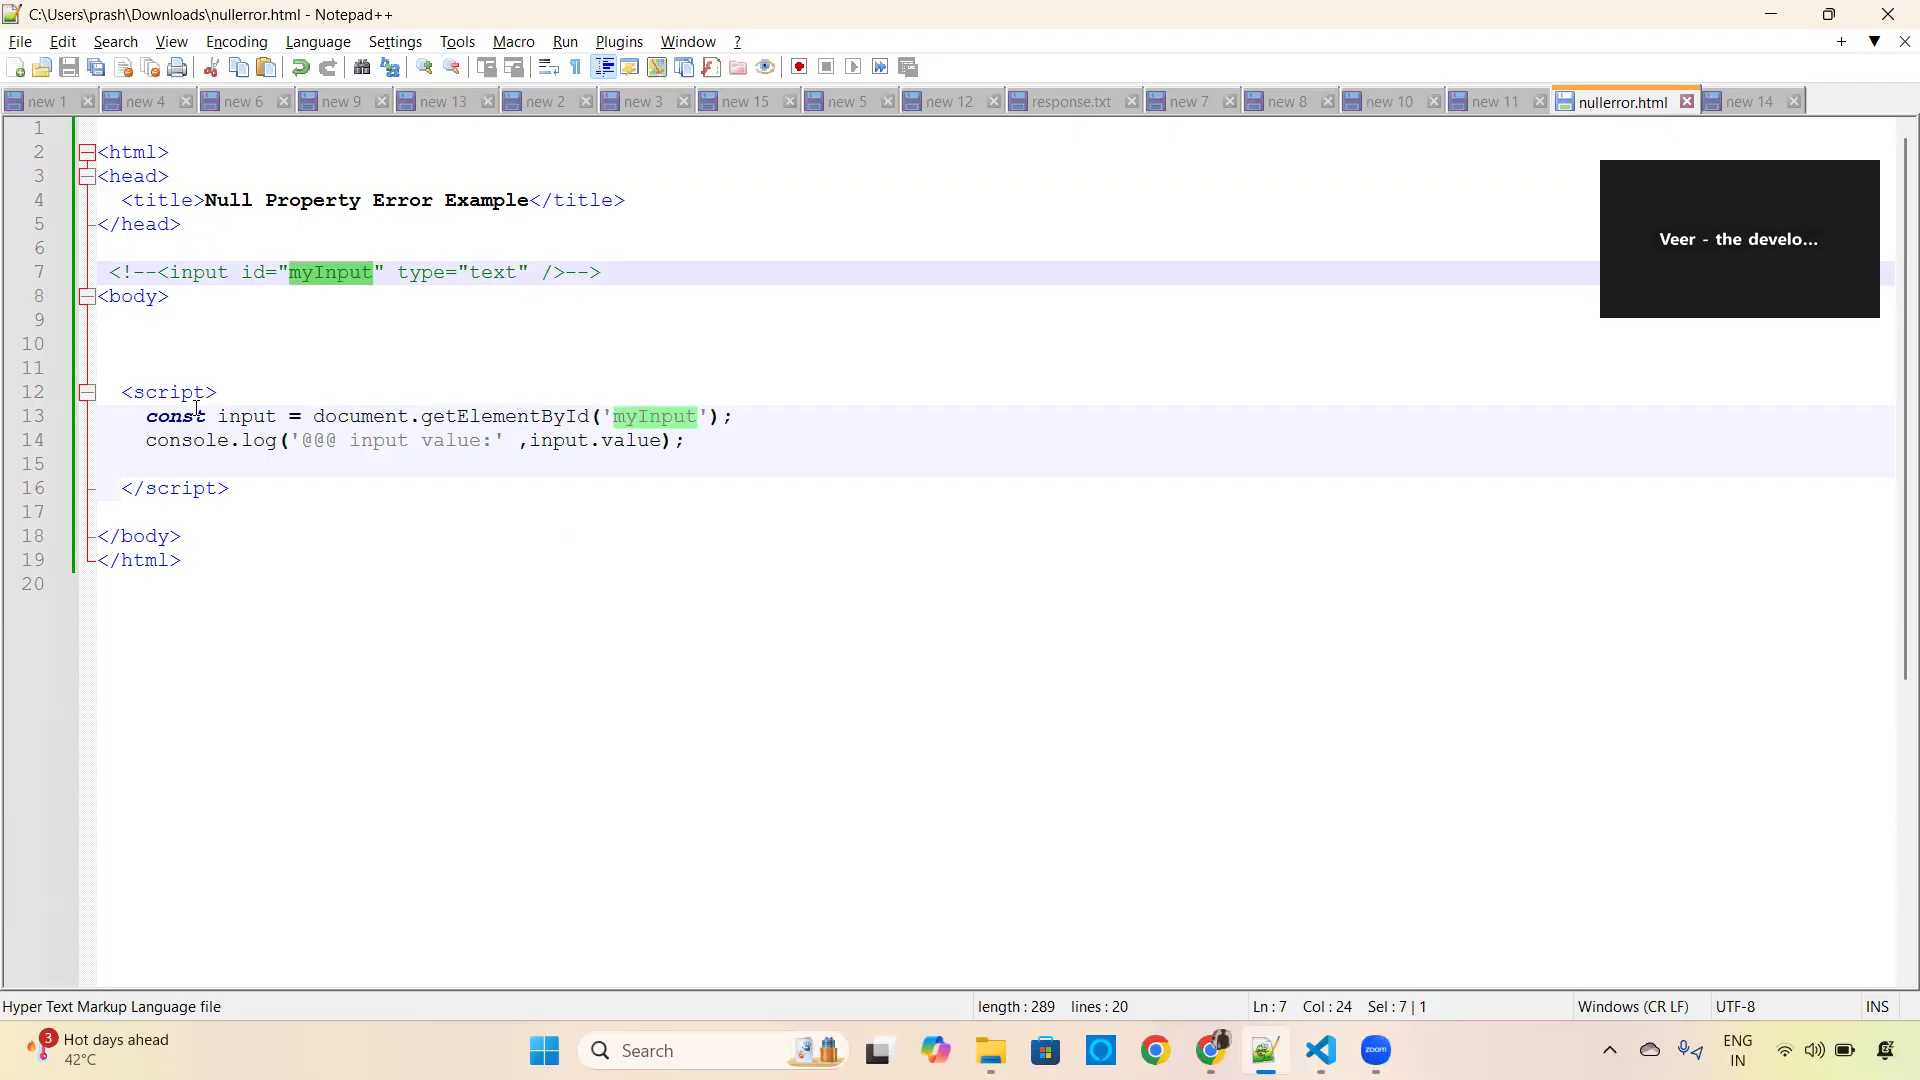 C:\Users\prash\Downloads\nullerror.html - Notepad++
File Edit Search View Encoding Language Settings Tools Macro Run Plugins Window ?
new 1 new 4 new 6 new 9 new 13 new 2 new 3 new 15 new 5 new 12 response.txt new 7 new 8 new 10 new 11 nullerror.html new 14
1
2 <html>
3 <head>
4 <title>Null Property Error Example</title>
5 </head>
6
7 <!--<input id="myInput" type="text" />-->
8 <body>
9
10
11
12 <script>
13 const input = document.getElementById('myInput');
14 console.log('@@@ input value:' ,input.value);
15
16 </script>
17
18 </body>
19 </html>
20
Veer - the develo...
Hyper Text Markup Language file length : 289 lines : 20 Ln : 7 Col : 24 Sel : 7 | 1 Windows (CR LF) UTF-8 INS
3 Hot days ahead
42°C
Search
zoom
ENG
IN